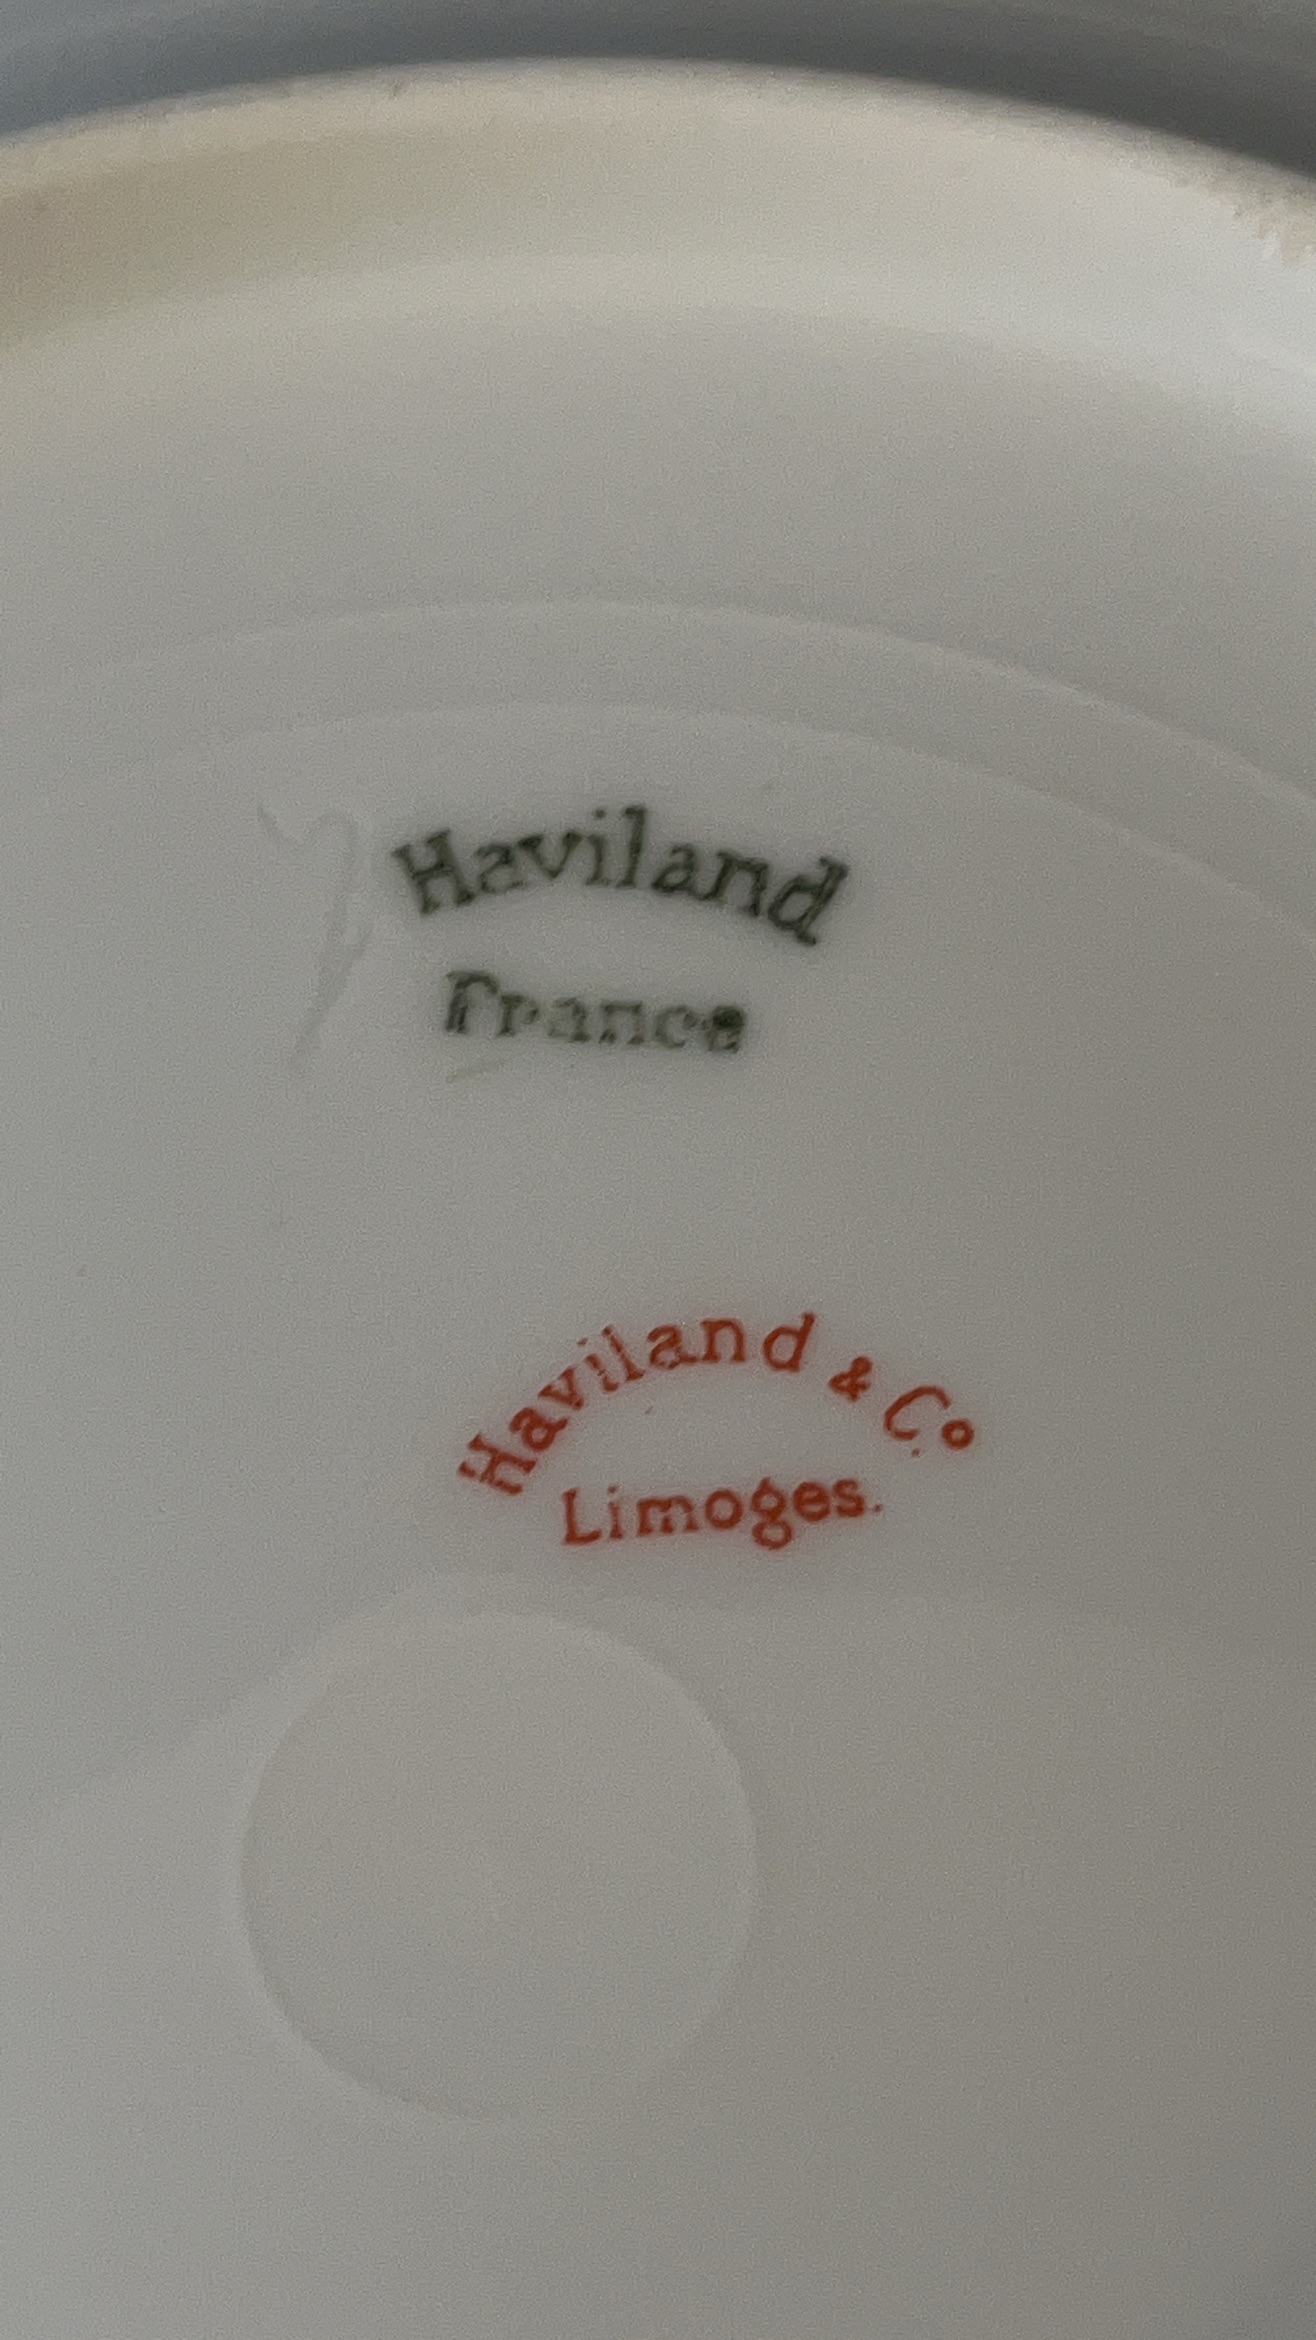 Haviland
France
Haviland & Co
Limoges.